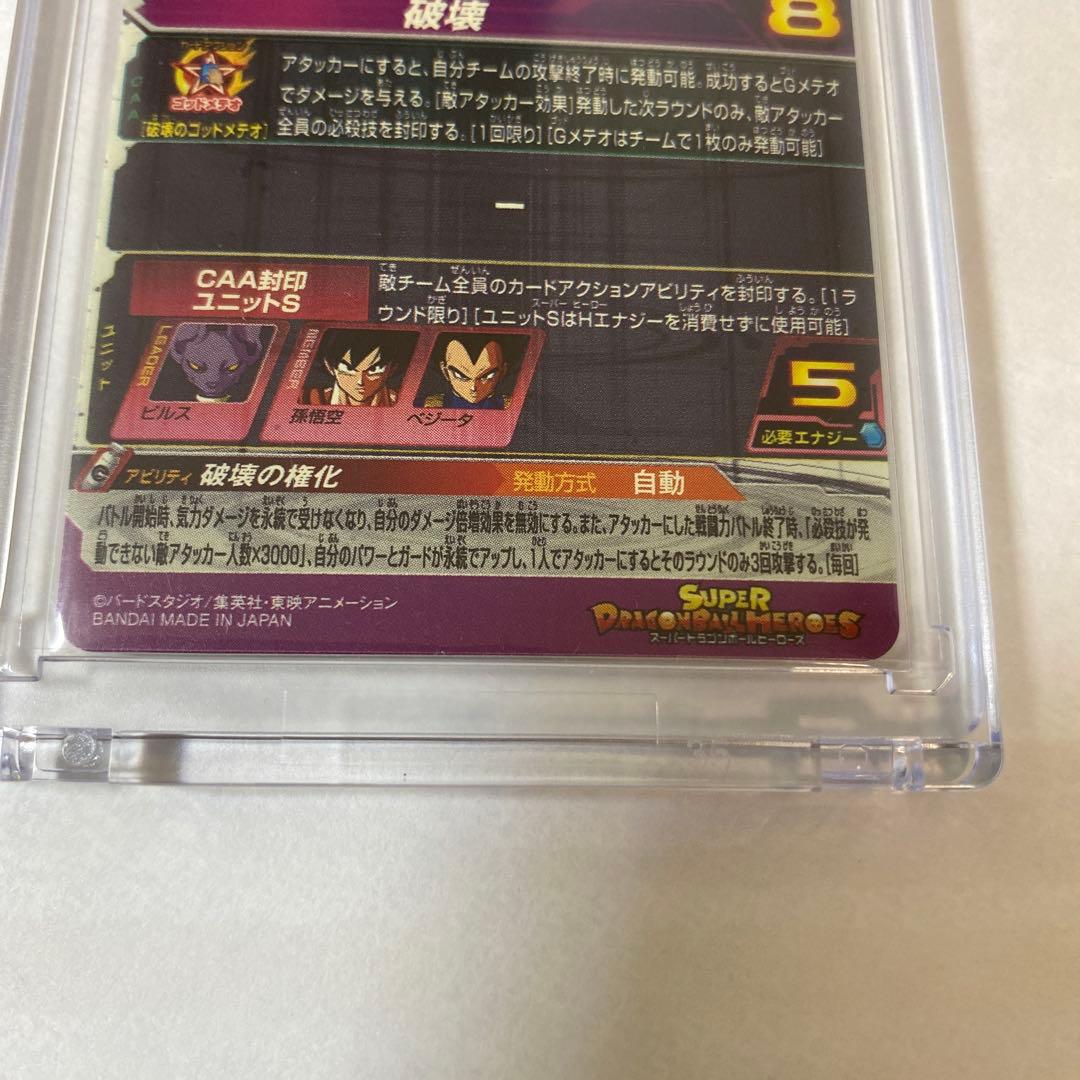 破壊
8
アタッカーにすると、自分チームの攻撃終了時に発動可能。成功するとGメテオ
でダメージを与える。[敵アタッカー効果]発動した次ラウンドのみ、敵アタッカー
全員の必殺技を封印する。[1回限り][Gメテオはチームで1枚のみ発動可能]
CAA
ゴッドメテオ
[破壊のゴッドメテオ]
ー
ユニット
CAA封印
ユニットS
敵チーム全員のカードアクションアビリティを封印する。[1ラ
ウンド限り][ユニットSはHエナジーを消費せずに使用可能]
LEADER
ビルス
MEMBER
孫悟空
ベジータ
5
必要エナジー
アビリティ 破壊の権化 発動方式 自動
バトル開始時、気力ダメージを永続で受けなくなり、自分のダメージ倍増効果を無効にする。また、アタッカーにした戦闘力バトル終了時、「必殺技が発
動できない敵アタッカー人数×3000」、自分のパワーとガードが永続でアップし、1人でアタッカーにするとそのラウンドのみ3回攻撃する。[毎回]
©バードスタジオ/集英社・東映アニメーション
BANDAI MADE IN JAPAN
SUPER
DRAGONBALL HEROES
スーパードラゴンボールヒーローズ
35